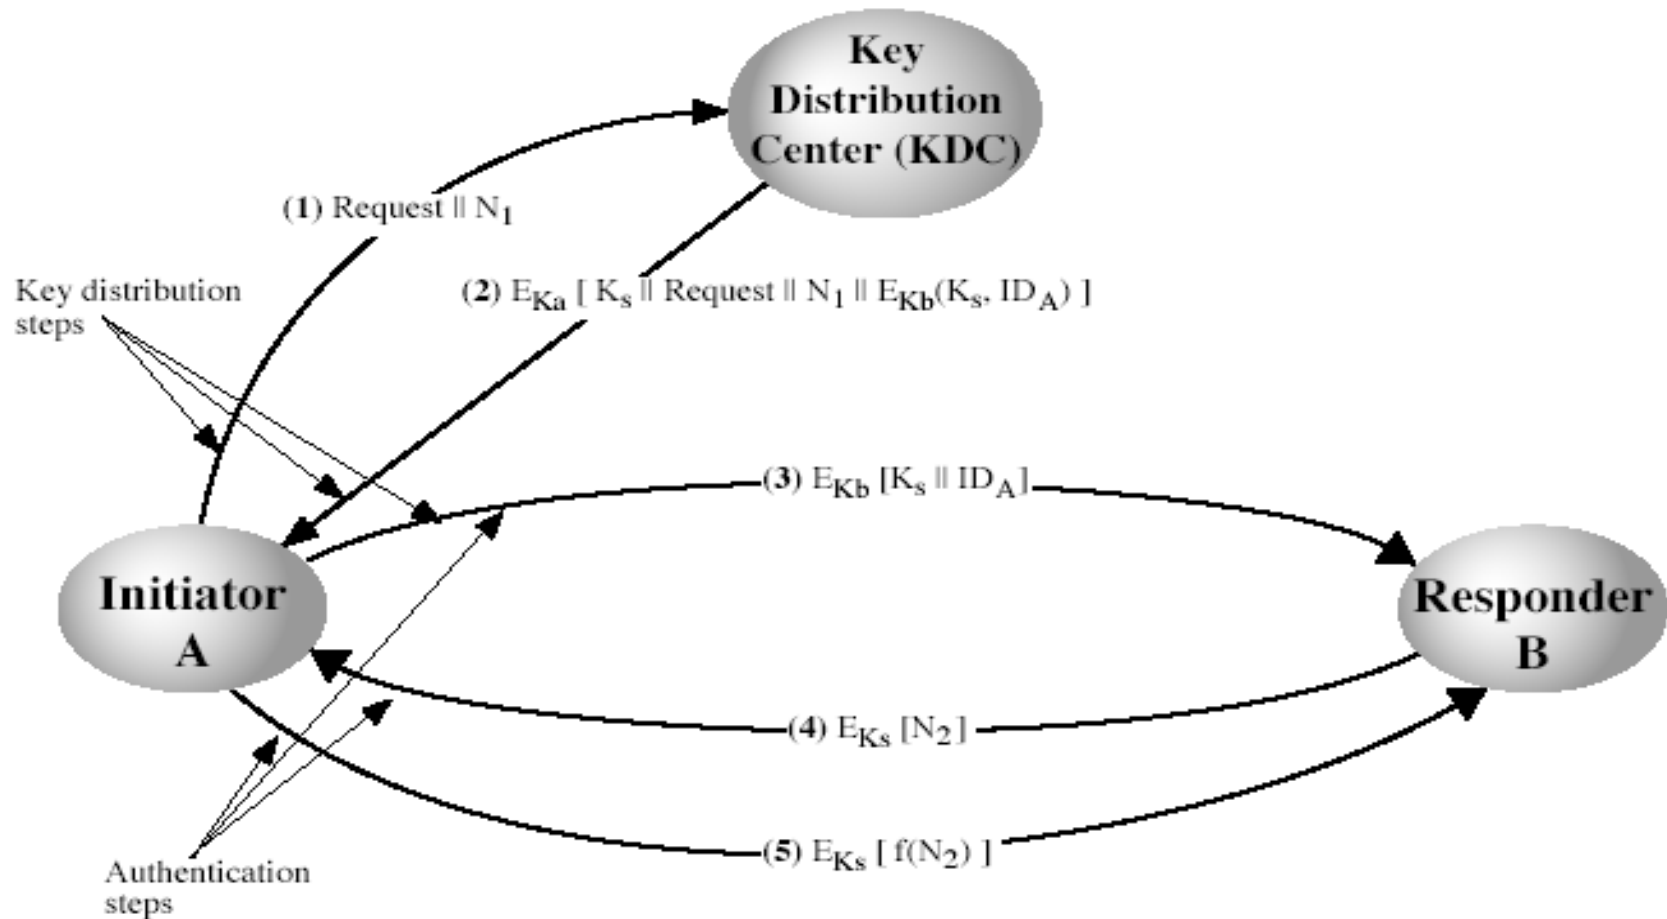 Key
Distribution
Center (KDC)
(1) Request || N1
Key distribution
steps
(2) EKa [ Ks || Request || N1 || EKb(Ks, IDA) ]
(3) EKb [Ks || IDA]
Initiator
A
Responder
B
(4) EKs [N2]
(5) EKs [ f(N2) ]
Authentication
steps